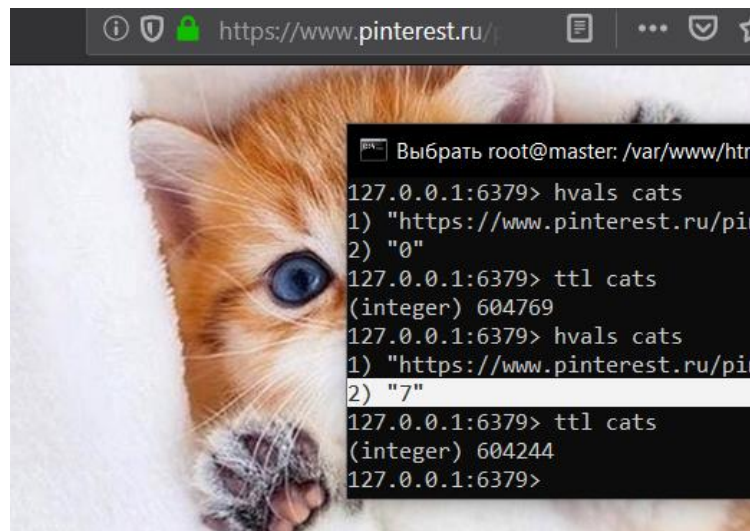 https://www.pinterest.ru/
Выбрать root@master: /var/www/
127.0.0.1:6379> hvals cats
1) "https://www.pinterest.ru/
2) "0"
127.0.0.1:6379> ttl cats
(integer) 604769
127.0.0.1:6379> hvals cats
1) "https://www.pinterest.ru/
2) "7"
127.0.0.1:6379> ttl cats
(integer) 604244
127.0.0.1:6379>